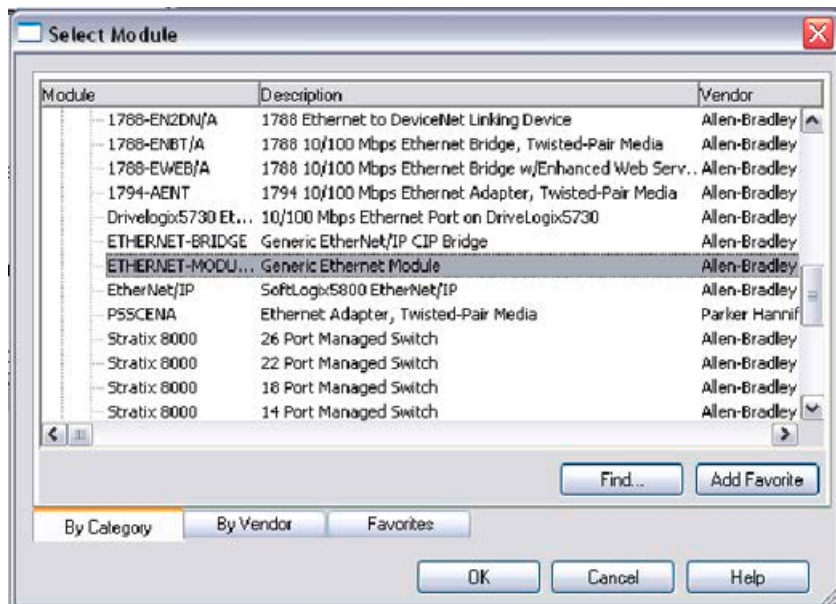 Select Module
Module Description Vendor
1788-EN2DN/A 1788 Ethernet to DeviceNet Linking Device Allen-Bradley
1788-ENBT/A 1788 10/100 Mbps Ethernet Bridge, Twisted-Pair Media Allen-Bradley
1788-EWEB/A 1788 10/100 Mbps Ethernet Bridge w/Enhanced Web Serv... Allen-Bradley
1794-AENT 1794 10/100 Mbps Ethernet Adapter, Twisted-Pair Media Allen-Bradley
Drivelogix5730 Et... 10/100 Mbps Ethernet Port on DriveLogix5730 Allen-Bradley
ETHERNET-BRIDGE Generic EtherNet/IP CIP Bridge Allen-Bradley
ETHERNET-MODU... Generic Ethernet Module Allen-Bradley
EtherNet/IP SoftLogix5800 EtherNet/IP Allen-Bradley
PSSCENA Ethernet Adapter, Twisted-Pair Media Parker Hannif
Stratix 8000 26 Port Managed Switch Allen-Bradley
Stratix 8000 22 Port Managed Switch Allen-Bradley
Stratix 8000 18 Port Managed Switch Allen-Bradley
Stratix 8000 14 Port Managed Switch Allen-Bradley
Find... Add Favorite
By Category By Vendor Favorites
OK Cancel Help